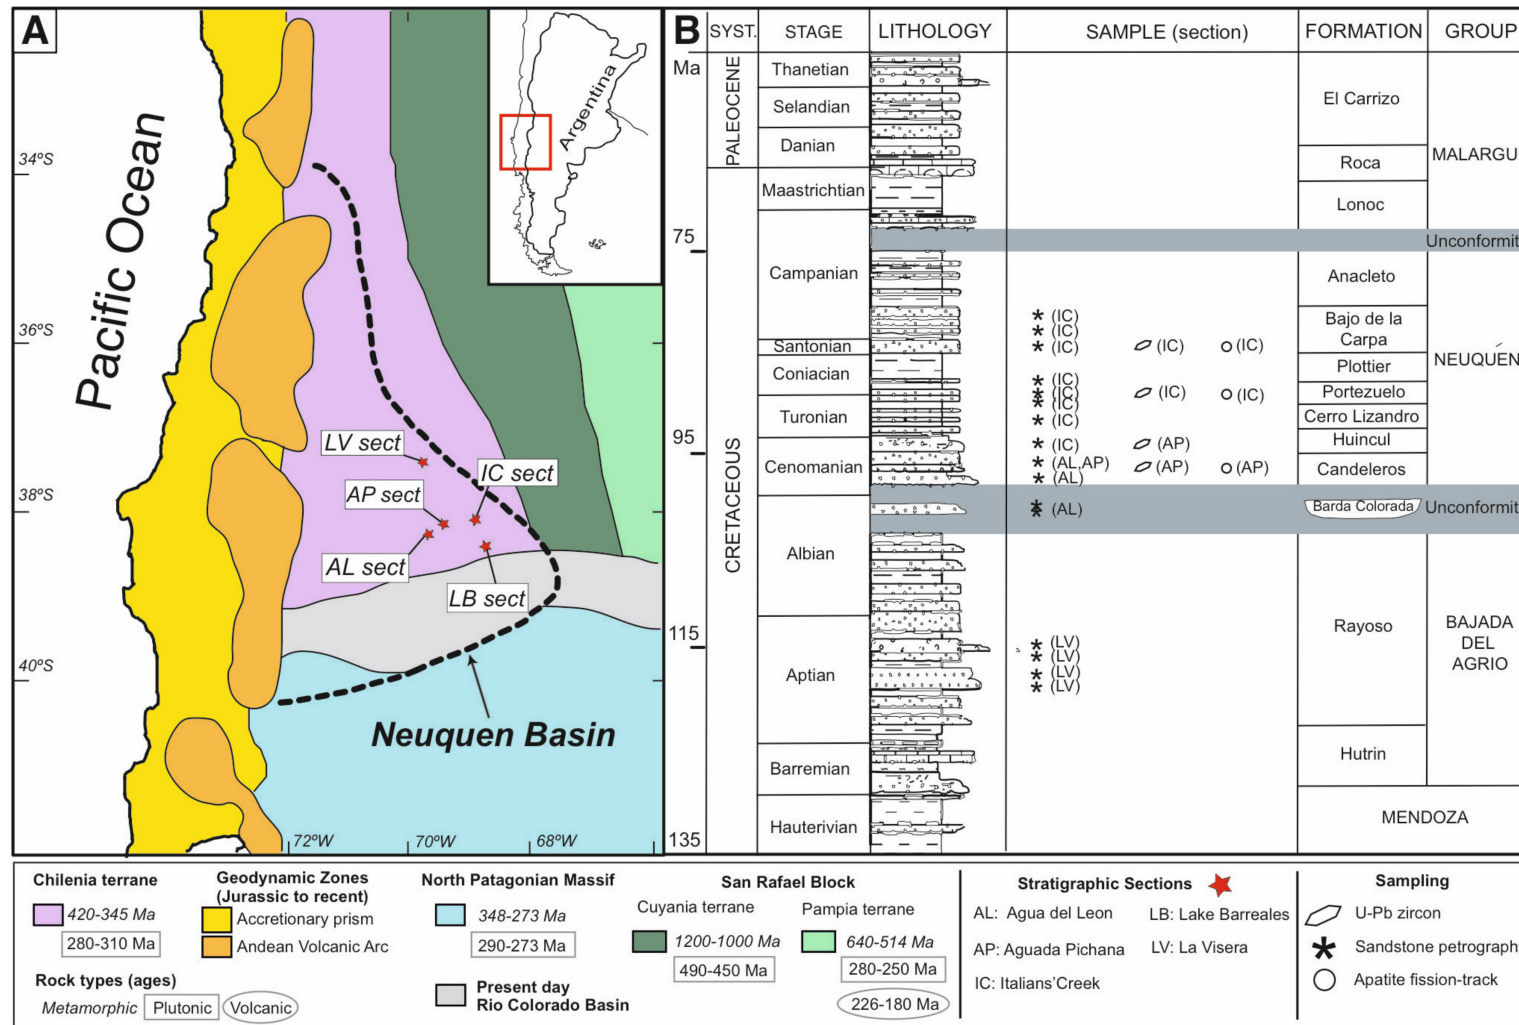 A
Pacific Ocean
Argentina
34ºS
36ºS
38ºS
40ºS
72ºW
70ºW
68ºW
LV sect
IC sect
AP sect
AL sect
LB sect
Neuquen Basin
B
SYST.
STAGE
LITHOLOGY
SAMPLE (section)
FORMATION
GROUP
Ma
75
95
115
135
PALEOCENE
CRETACEOUS
Thanetian
Selandian
Danian
Maastrichtian
Campanian
Santonian
Coniacian
Turonian
Cenomanian
Albian
Aptian
Barremian
Hauterivian
(IC)
(IC)
(IC) (IC) (IC)
(IC)
(IC) (IC) (IC)
(IC)
(IC)
(IC) (AP)
(AL,AP) (AP) (AP)
(AL)
(AL)
(LV)
(LV)
(LV)
(LV)
El Carrizo
Roca
Lonoc
Anacleto
Bajo de la
Carpa
Plottier
Portezuelo
Cerro Lizandro
Huincul
Candeleros
Barda Colorada
Rayoso
Hutrin
MALARGU
Unconformit
NEUQUÉN
Unconformit
BAJADA
DEL
AGRIO
MENDOZA
Chilenia terrane
420-345 Ma
280-310 Ma
Rock types (ages)
Metamorphic Plutonic Volcanic
Geodynamic Zones
(Jurassic to recent)
Accretionary prism
Andean Volcanic Arc
North Patagonian Massif
348-273 Ma
290-273 Ma
Present day
Rio Colorado Basin
San Rafael Block
Cuyania terrane
1200-1000 Ma
490-450 Ma
Pampia terrane
640-514 Ma
280-250 Ma
226-180 Ma
Stratigraphic Sections
AL: Agua del Leon
LB: Lake Barreales
AP: Aguada Pichana
LV: La Visera
IC: Italians'Creek
Sampling
U-Pb zircon
Sandstone petrography
Apatite fission-track